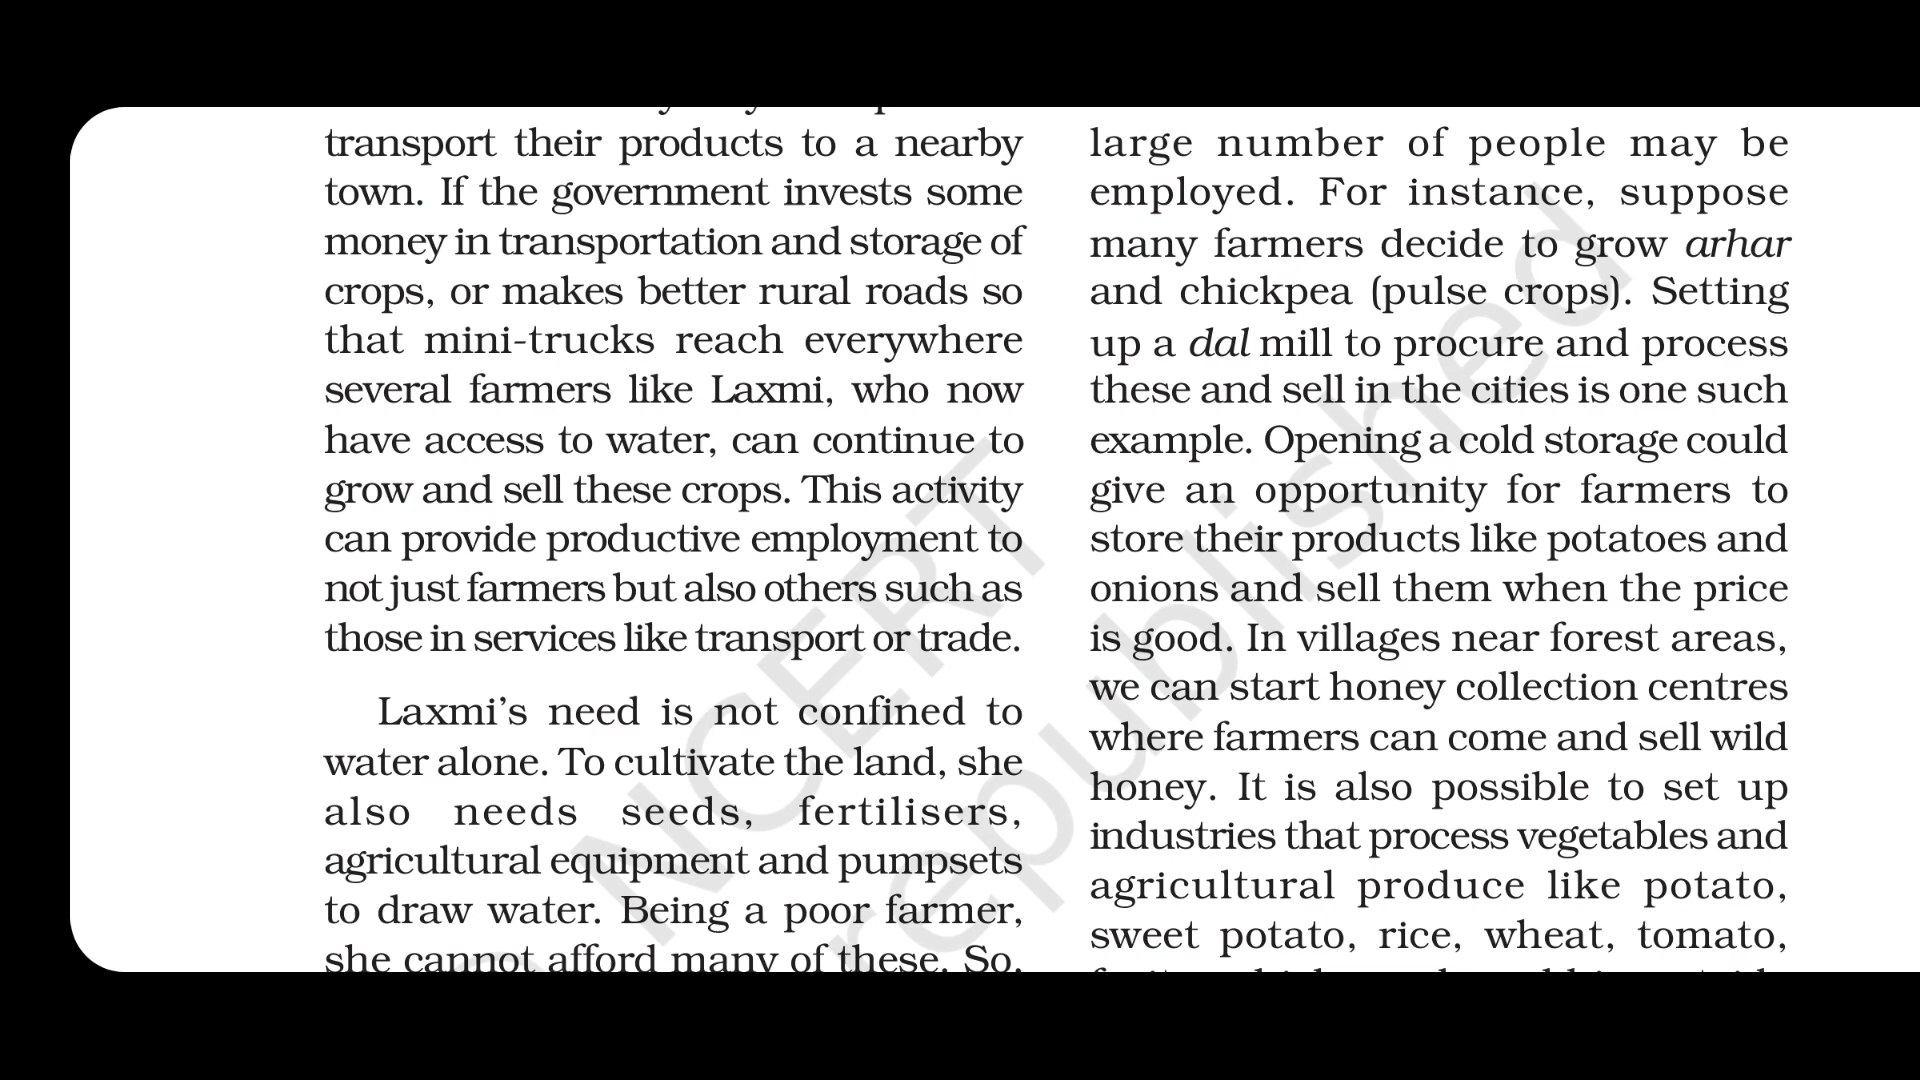 transport their products to a nearby
town. If the government invests some
money in transportation and storage of
crops, or makes better rural roads so
that mini-trucks reach everywhere
several farmers like Laxmi, who now
have access to water, can continue to
grow and sell these crops. This activity
can provide productive employment to
not just farmers but also others such as
those in services like transport or trade.
Laxmi’s need is not confined to
water alone. To cultivate the land, she
also needs seeds, fertilisers,
agricultural equipment and pumpsets
to draw water. Being a poor farmer,
she cannot afford many of these. So,
large number of people may be
employed. For instance, suppose
many farmers decide to grow arhar
and chickpea (pulse crops). Setting
up a dal mill to procure and process
these and sell in the cities is one such
example. Opening a cold storage could
give an opportunity for farmers to
store their products like potatoes and
onions and sell them when the price
is good. In villages near forest areas,
we can start honey collection centres
where farmers can come and sell wild
honey. It is also possible to set up
industries that process vegetables and
agricultural produce like potato,
sweet potato, rice, wheat, tomato,
NCERT
republished